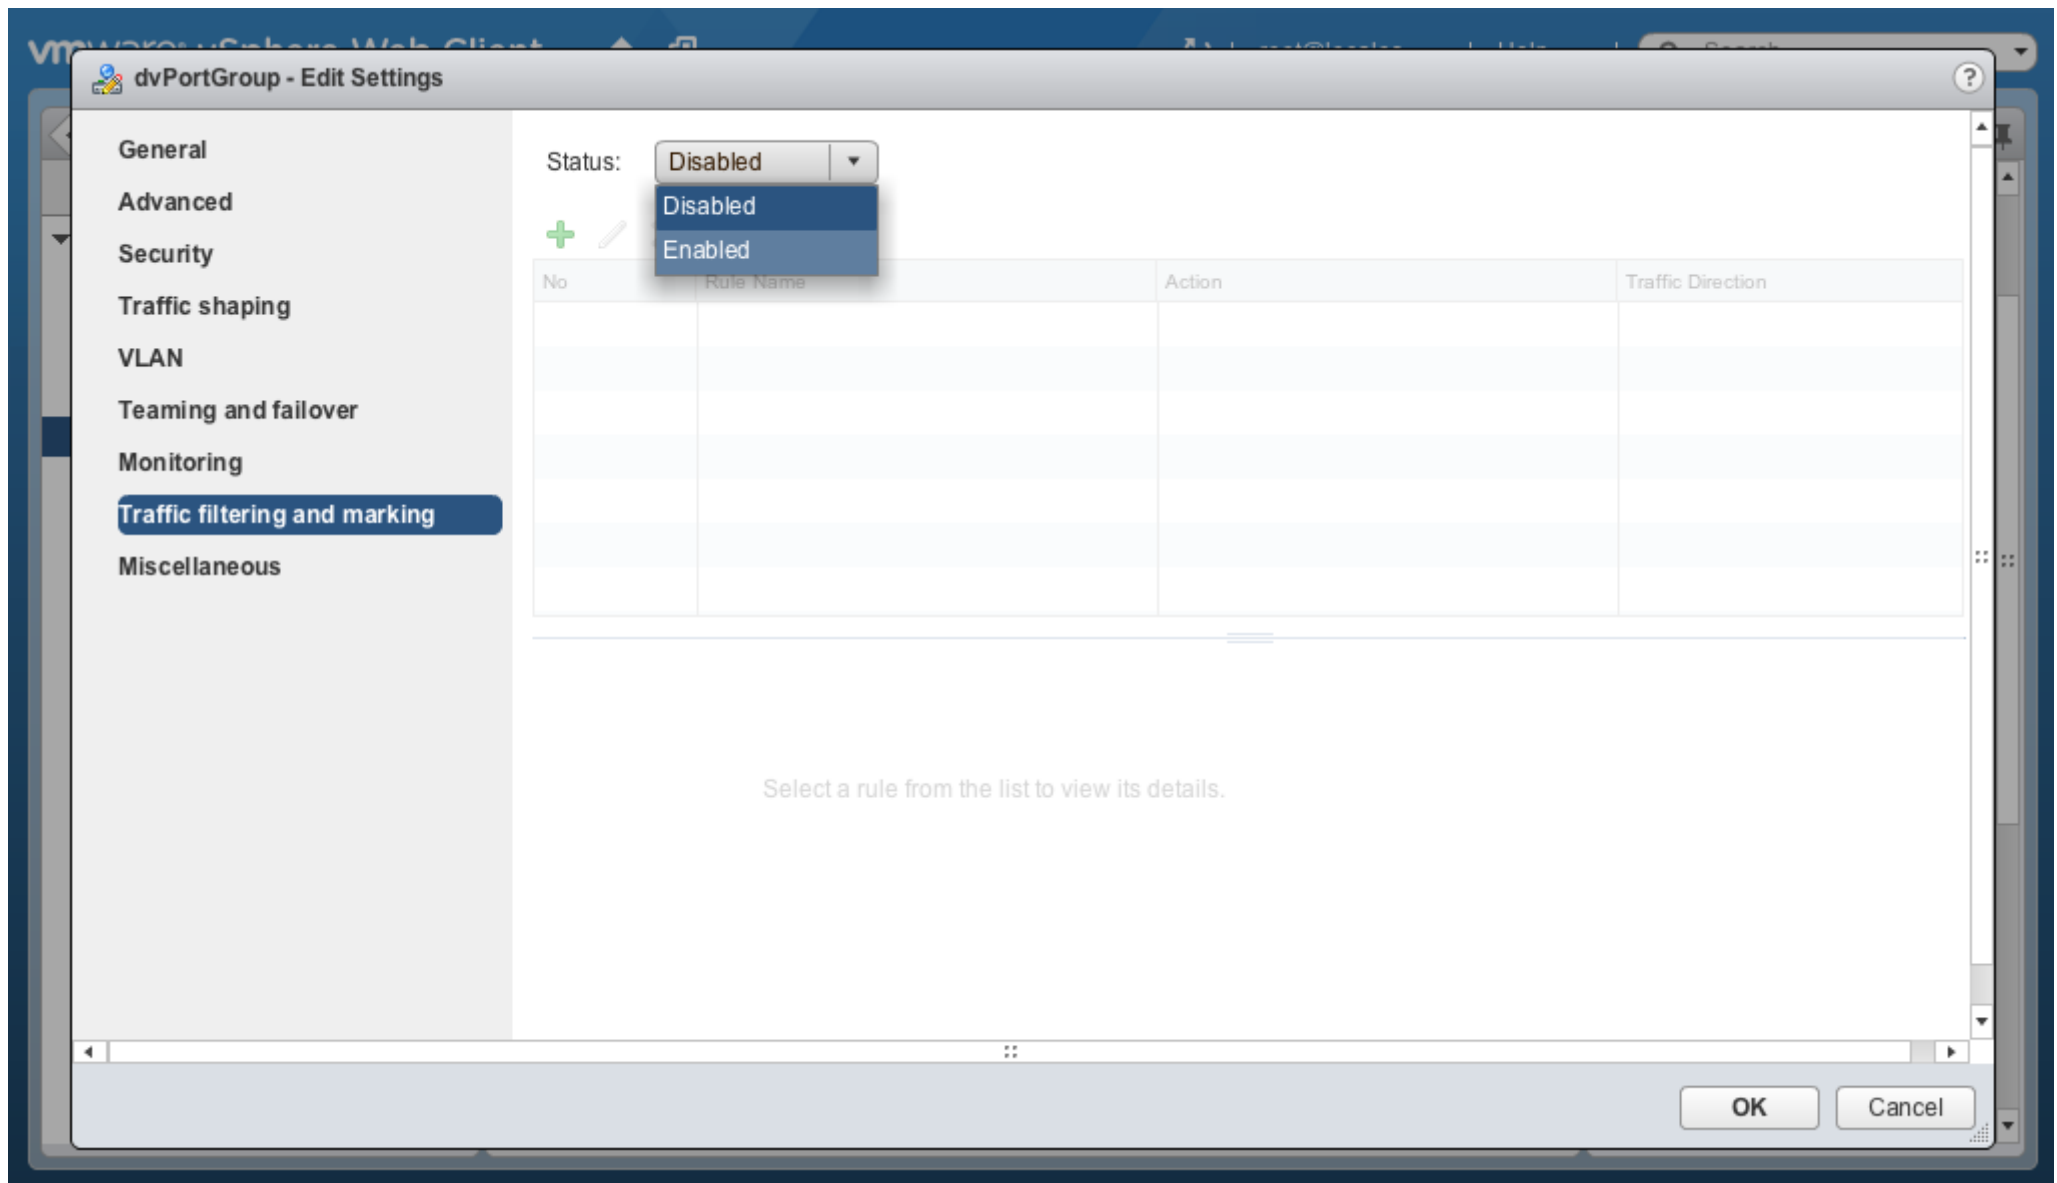 dvPortGroup - Edit Settings
?
General
Advanced
Security
Traffic shaping
VLAN
Teaming and failover
Monitoring
Traffic filtering and marking
Miscellaneous
Status: Disabled
Disabled
Enabled
No Rule Name Action Traffic Direction
Select a rule from the list to view its details.
OK Cancel